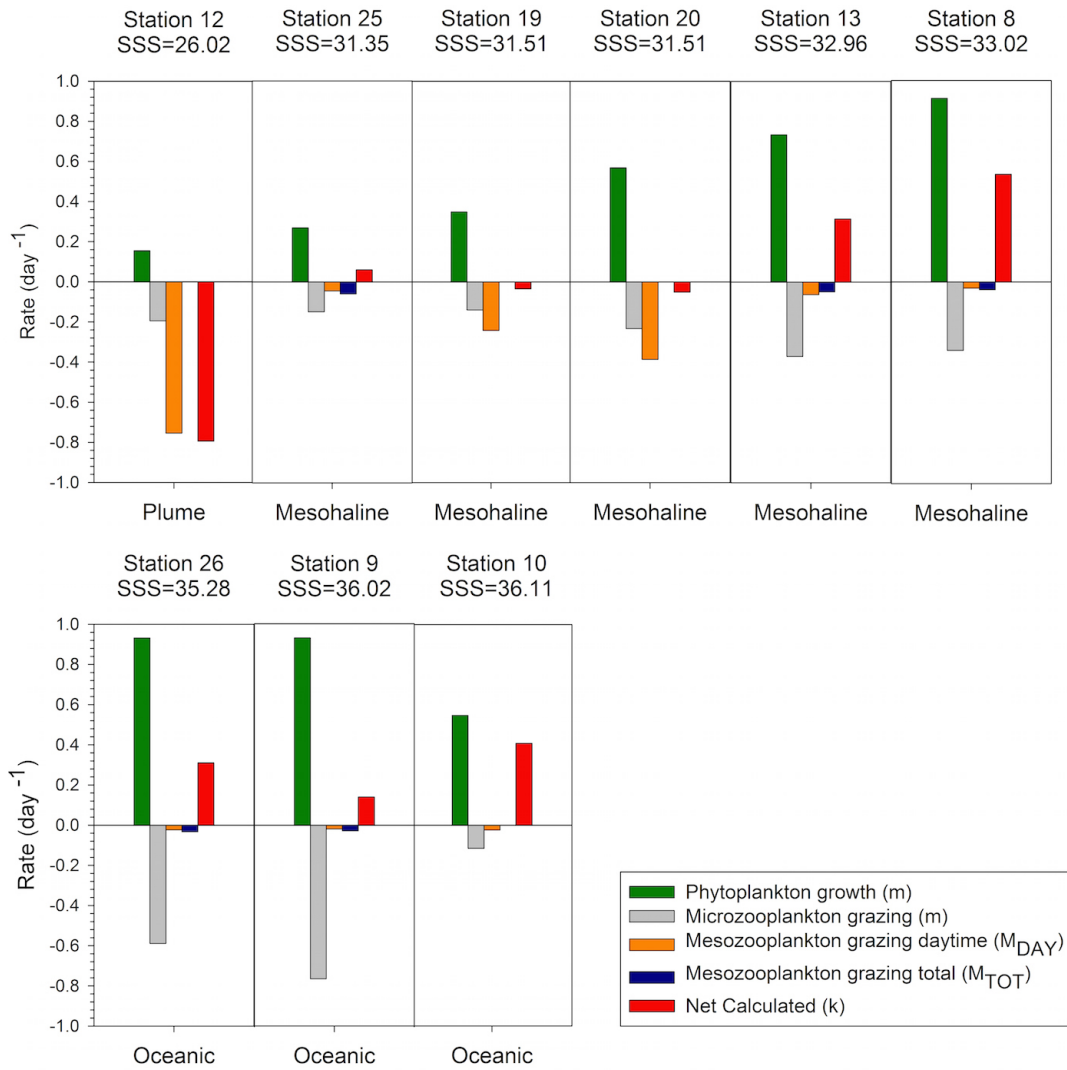 Station 12 Station 25 Station 19 Station 20 Station 13 Station 8
SSS=26.02 SSS=31.35 SSS=31.51 SSS=31.51 SSS=32.96 SSS=33.02
1.0
0.8
0.6
0.4
0.2
0.0
-0.2
-0.4
-0.6
-0.8
-1.0
Rate (day -1)
Plume Mesohaline Mesohaline Mesohaline Mesohaline Mesohaline
Station 26 Station 9 Station 10
SSS=35.28 SSS=36.02 SSS=36.11
1.0
0.8
0.6
0.4
0.2
0.0
-0.2
-0.4
-0.6
-0.8
-1.0
Rate (day -1)
Oceanic Oceanic Oceanic
Phytoplankton growth (m)
Microzooplankton grazing (m)
Mesozooplankton grazing daytime (MDAY)
Mesozooplankton grazing total (MTOT)
Net Calculated (k)